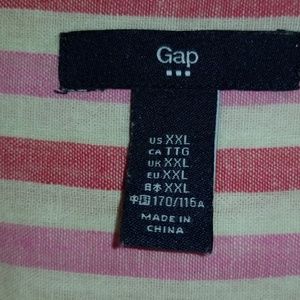 Gap
US XXL
CA TTG
UK XXL
EU XXL
日本 XXL
中国 170/116A
MADE IN
CHINA